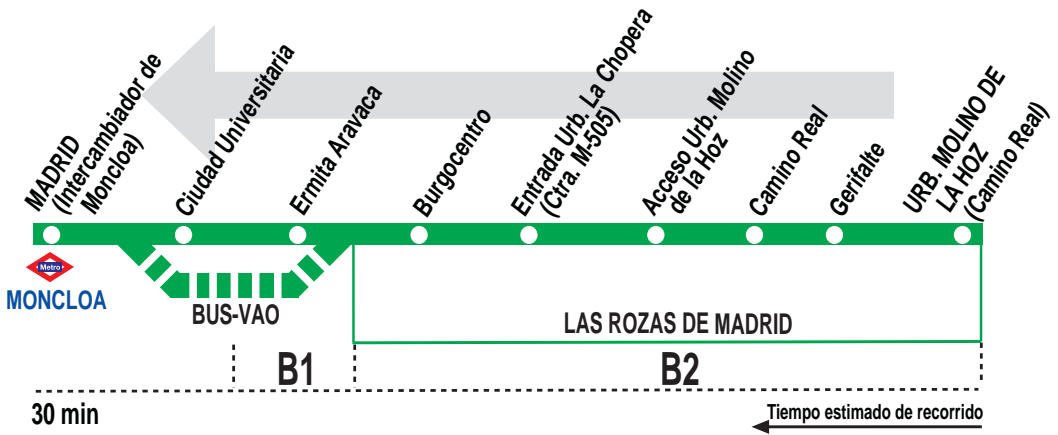 MADRID
(Intercambiador de
Moncloa)
Ciudad Universitaria
Ermita Aravaca
Burgocentro
Entrada Urb. La Chopera
(Ctra. M-505)
Acceso Urb. Molino
de la Hoz
Camino Real
Gerifalte
URB. MOLINO DE
LA HOZ
(Camino Real)
Metro
MONCLOA
BUS-VAO
LAS ROZAS DE MADRID
B1
B2
30 min
Tiempo estimado de recorrido